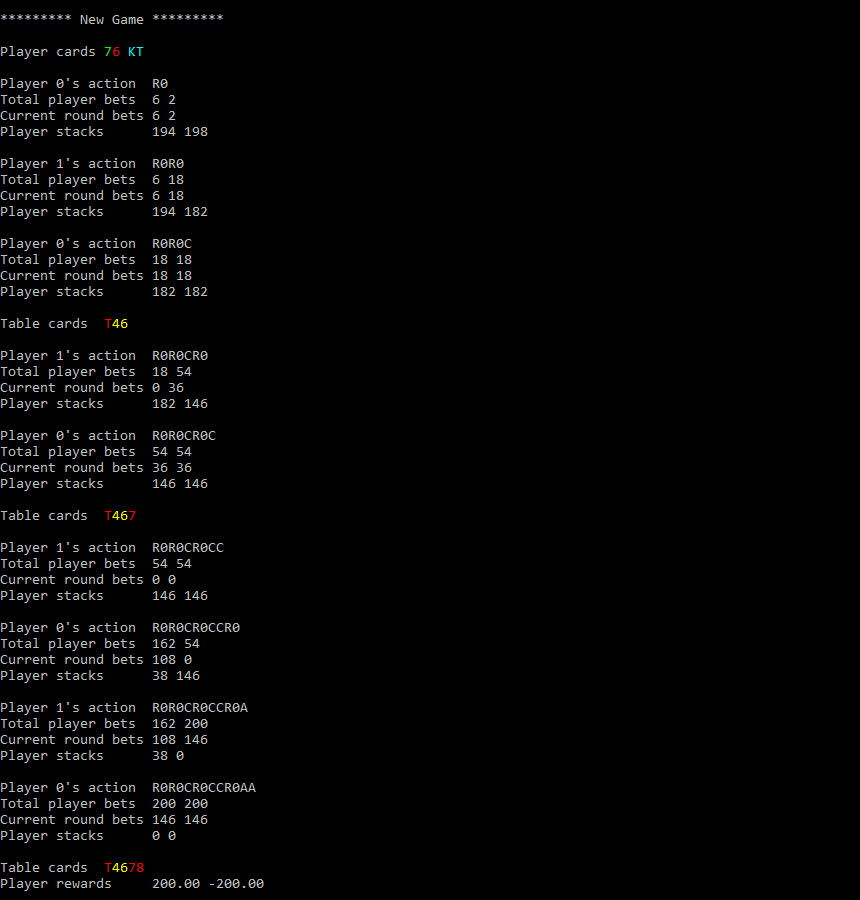 ********* New Game *********
Player cards 76 KT
Player 0's action  R0
Total player bets  6 2
Current round bets 6 2
Player stacks      194 198
Player 1's action  R0R0
Total player bets  6 18
Current round bets 6 18
Player stacks      194 182
Player 0's action  R0R0C
Total player bets  18 18
Current round bets 18 18
Player stacks      182 182
Table cards  T46
Player 1's action  R0R0CR0
Total player bets  18 54
Current round bets 0 36
Player stacks      182 146
Player 0's action  R0R0CR0C
Total player bets  54 54
Current round bets 36 36
Player stacks      146 146
Table cards  T467
Player 1's action  R0R0CR0CC
Total player bets  54 54
Current round bets 0 0
Player stacks      146 146
Player 0's action  R0R0CR0CCR0
Total player bets  162 54
Current round bets 108 0
Player stacks      38 146
Player 1's action  R0R0CR0CCR0A
Total player bets  162 200
Current round bets 108 146
Player stacks      38 0
Player 0's action  R0R0CR0CCR0AA
Total player bets  200 200
Current round bets 146 146
Player stacks      0 0
Table cards  T4678
Player rewards     200.00 -200.00